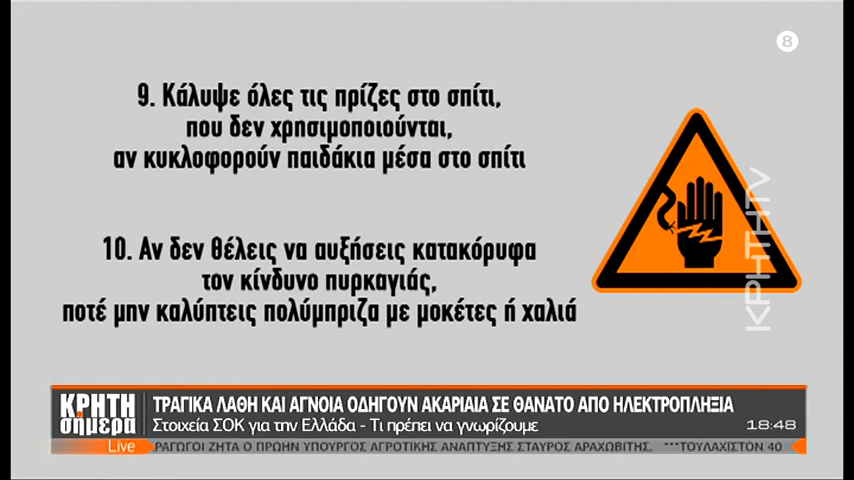 8
9. Κάλυψε όλες τις πρίζες στο σπίτι,
που δεν χρησιμοποιούνται,
αν κυκλοφορούν παιδάκια μέσα στο σπίτι
10. Αν δεν θέλεις να αυξήσεις κατακόρυφα
τον κίνδυνο πυρκαγιάς,
ποτέ μην καλύπτεις πολύμπριζα με μοκέτες ή χαλιά
ΚΡΗΤΗ TV
ΚΡΗΤΗ
σήμερα
ΤΡΑΓΙΚΑ ΛΑΘΗ ΚΑΙ ΑΓΝΟΙΑ ΟΔΗΓΟΥΝ ΑΚΑΡΙΑΙΑ ΣΕ ΘΑΝΑΤΟ ΑΠΟ ΗΛΕΚΤΡΟΠΛΗΞΙΑ
Στοιχεία ΣΟΚ για την Ελλάδα - Τι πρέπει να γνωρίζουμε
18:48
Live
ΡΑΓΩΓΟΙ ΖΗΤΑ Ο ΠΡΩΗΝ ΥΠΟΥΡΓΟΣ ΑΓΡΟΤΙΚΗΣ ΑΝΑΠΤΥΞΗΣ ΣΤΑΥΡΟΣ ΑΡΑΧΩΒΙΤΗΣ. ***ΤΟΥΛΑΧΙΣΤΟΝ 40